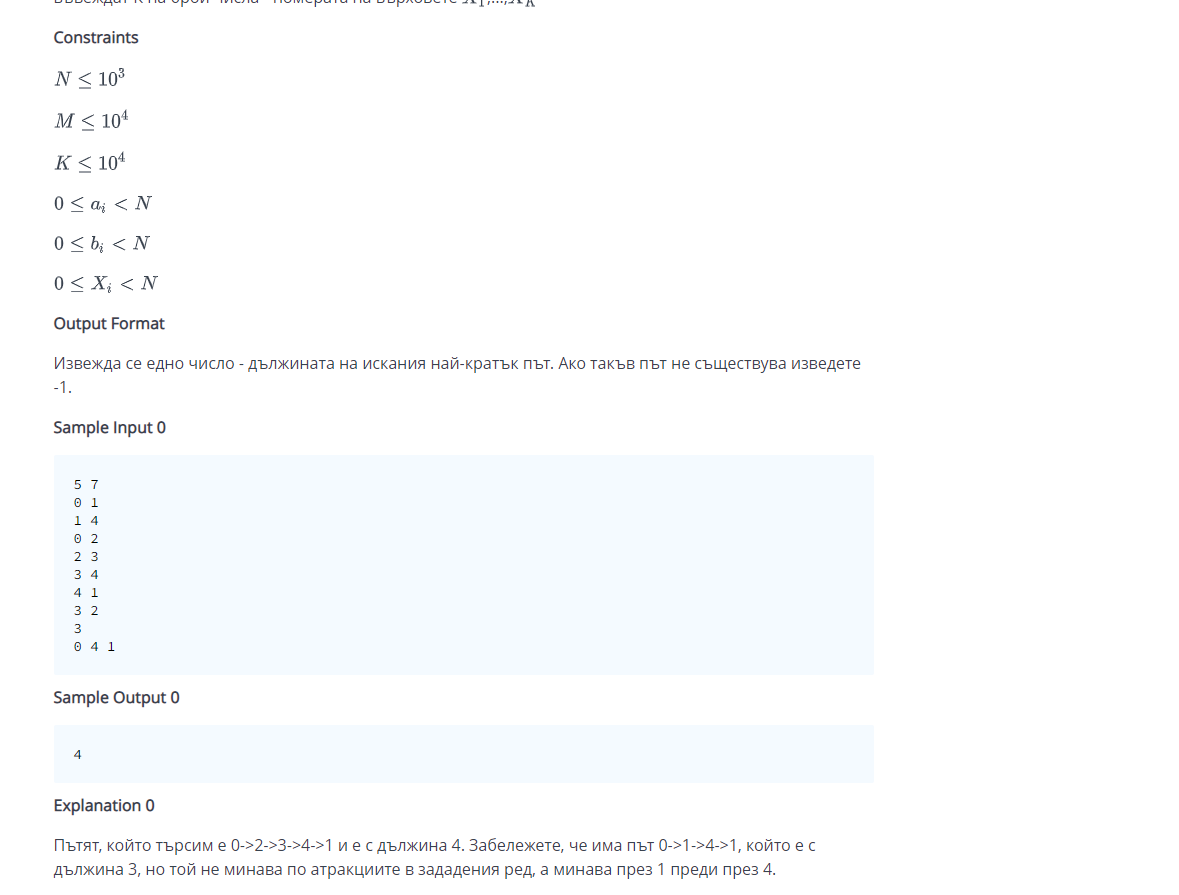 Constraints
N ≤ 10³
M ≤ 10⁴
K ≤ 10⁴
0 ≤ aᵢ < N
0 ≤ bᵢ < N
0 ≤ Xᵢ < N
Output Format
Извежда се едно число - дължината на искания най-кратък път. Ако такъв път не съществува изведете
-1.
Sample Input 0
5 7
0 1
1 4
0 2
2 3
3 4
4 1
3 2
3
0 4 1
Sample Output 0
4
Explanation 0
Пътят, който търсим е 0->2->3->4->1 и е с дължина 4. Забележете, че има път 0->1->4->1, който е с
дължина 3, но той не минава по атракциите в зададения ред, а минава през 1 преди през 4.